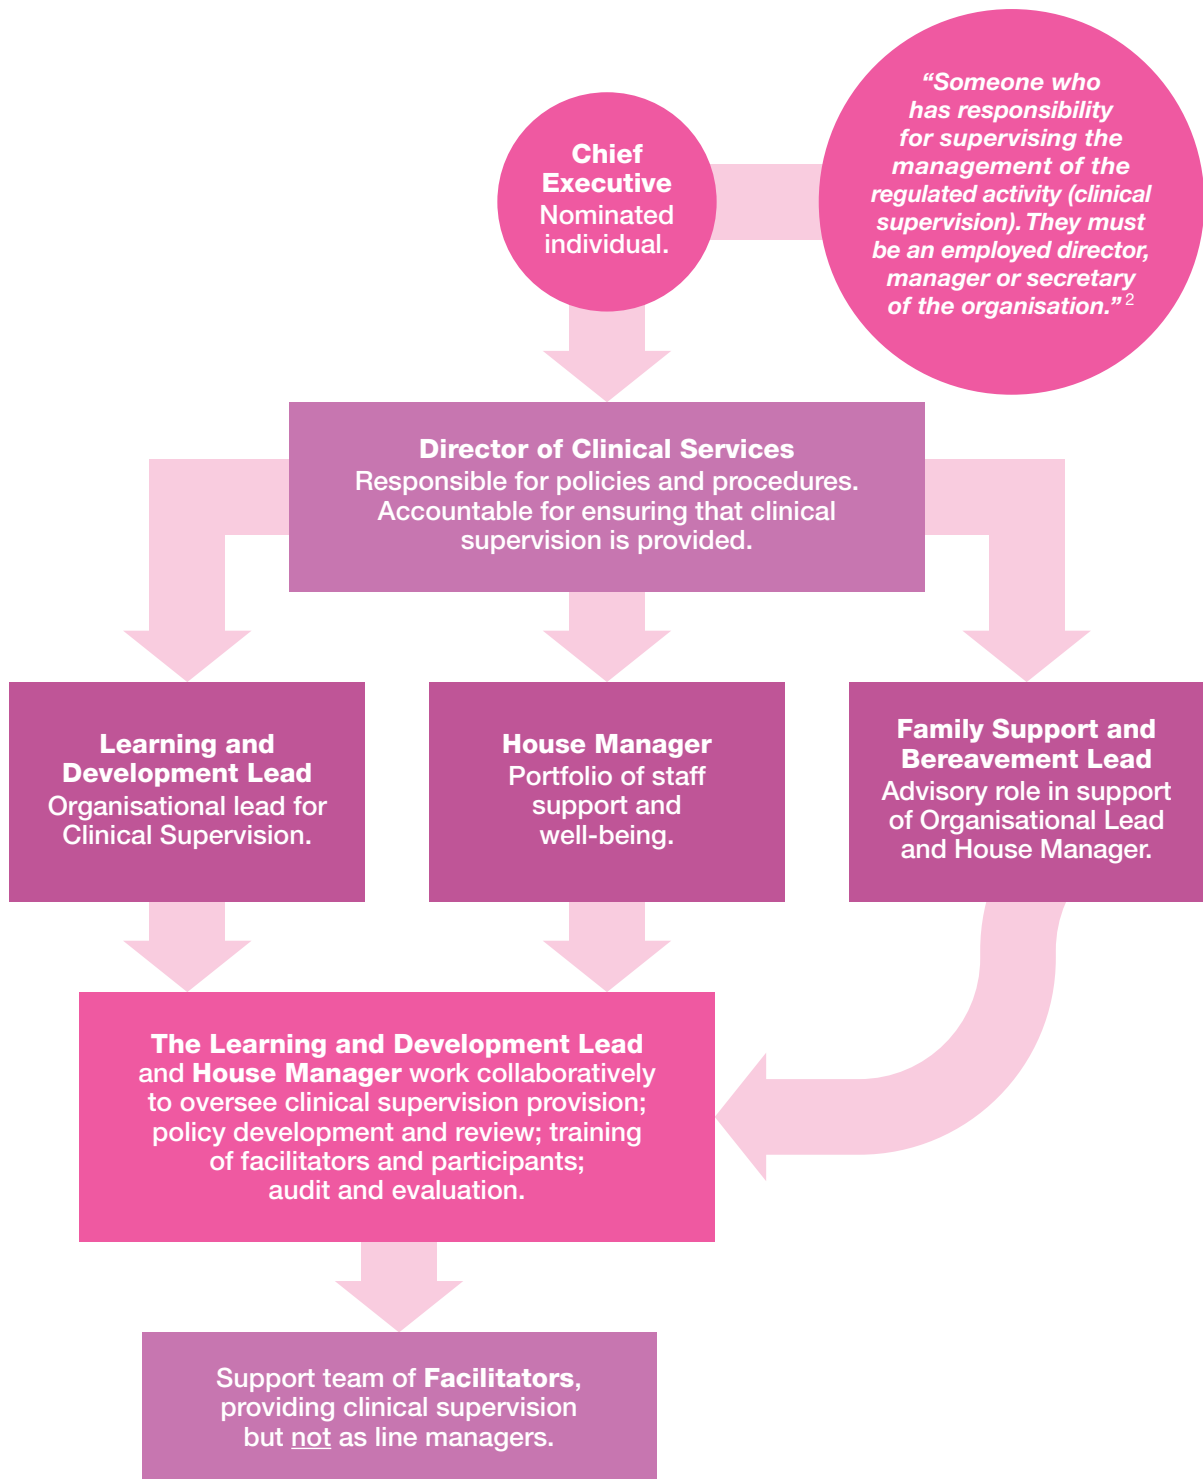 Chief
Executive
Nominated
individual.
“Someone who
has responsibility
for supervising the
management of the
regulated activity (clinical
supervision). They must
be an employed director,
manager or secretary
of the organisation.” 2
Director of Clinical Services
Responsible for policies and procedures.
Accountable for ensuring that clinical
supervision is provided.
Learning and
Development Lead
Organisational lead for
Clinical Supervision.
House Manager
Portfolio of staff
support and
well-being.
Family Support and
Bereavement Lead
Advisory role in support
of Organisational Lead
and House Manager.
The Learning and Development Lead
and House Manager work collaboratively
to oversee clinical supervision provision;
policy development and review; training
of facilitators and participants;
audit and evaluation.
Support team of Facilitators,
providing clinical supervision
but not as line managers.